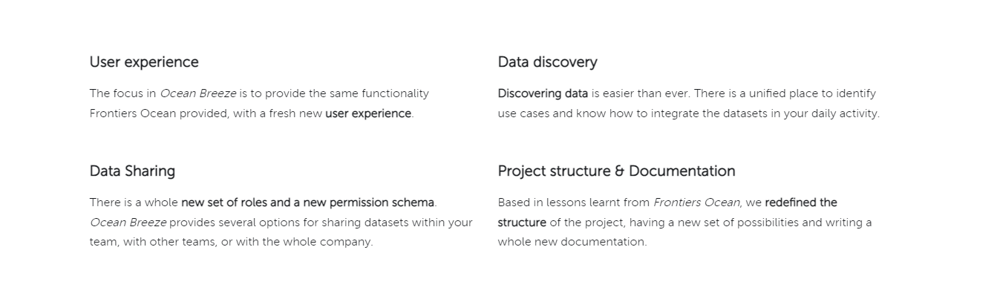 User experience
The focus in Ocean Breeze is to provide the same functionality
Frontiers Ocean provided, with a fresh new user experience.
Data discovery
Discovering data is easier than ever. There is a unified place to identify
use cases and know how to integrate the datasets in your daily activity.
Data Sharing
There is a whole new set of roles and a new permission schema.
Ocean Breeze provides several options for sharing datasets within your
team, with other teams, or with the whole company.
Project structure & Documentation
Based in lessons learnt from Frontiers Ocean, we redefined the
structure of the project, having a new set of possibilities and writing a
whole new documentation.